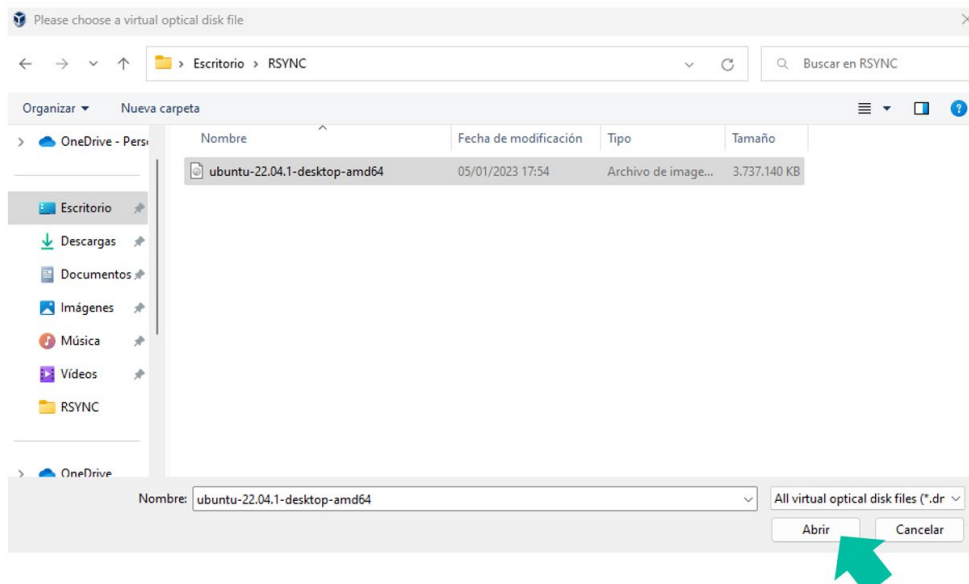 Please choose a virtual optical disk file
Escritorio > RSYNC
Buscar en RSYNC
Organizar
Nueva carpeta
OneDrive - Pers
Nombre
Fecha de modificación
Tipo
Tamaño
ubuntu-22.04.1-desktop-amd64
05/01/2023 17:54
Archivo de image...
3.737.140 KB
Escritorio
Descargas
Documentos
Imágenes
Música
Vídeos
RSYNC
OneDrive
Nombre:
ubuntu-22.04.1-desktop-amd64
All virtual optical disk files (*.dr
Abrir
Cancelar